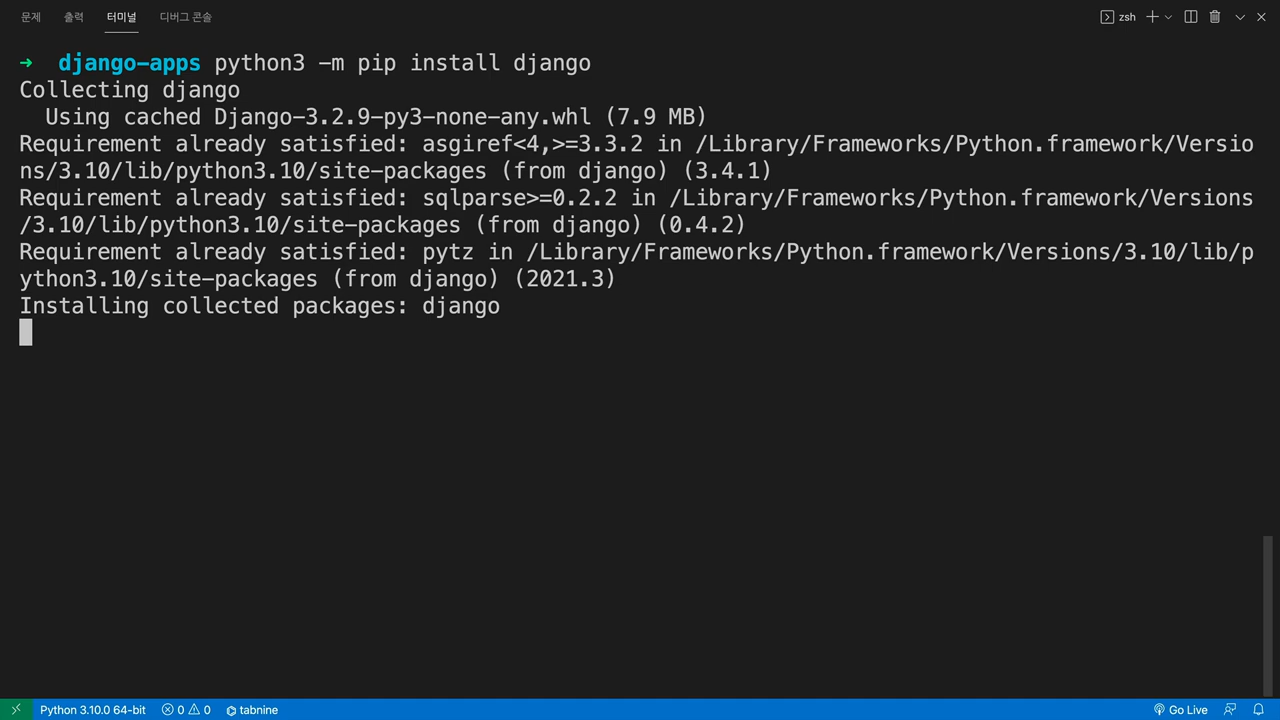 문제 출력 터미널 디버그 콘솔 zsh
→ django-apps python3 -m pip install django
Collecting django
Using cached Django-3.2.9-py3-none-any.whl (7.9 MB)
Requirement already satisfied: asgiref<4,>=3.3.2 in /Library/Frameworks/Python.framework/Versio
ns/3.10/lib/python3.10/site-packages (from django) (3.4.1)
Requirement already satisfied: sqlparse>=0.2.2 in /Library/Frameworks/Python.framework/Versions
/3.10/lib/python3.10/site-packages (from django) (0.4.2)
Requirement already satisfied: pytz in /Library/Frameworks/Python.framework/Versions/3.10/lib/p
ython3.10/site-packages (from django) (2021.3)
Installing collected packages: django
Python 3.10.0 64-bit 0 0 tabnine Go Live